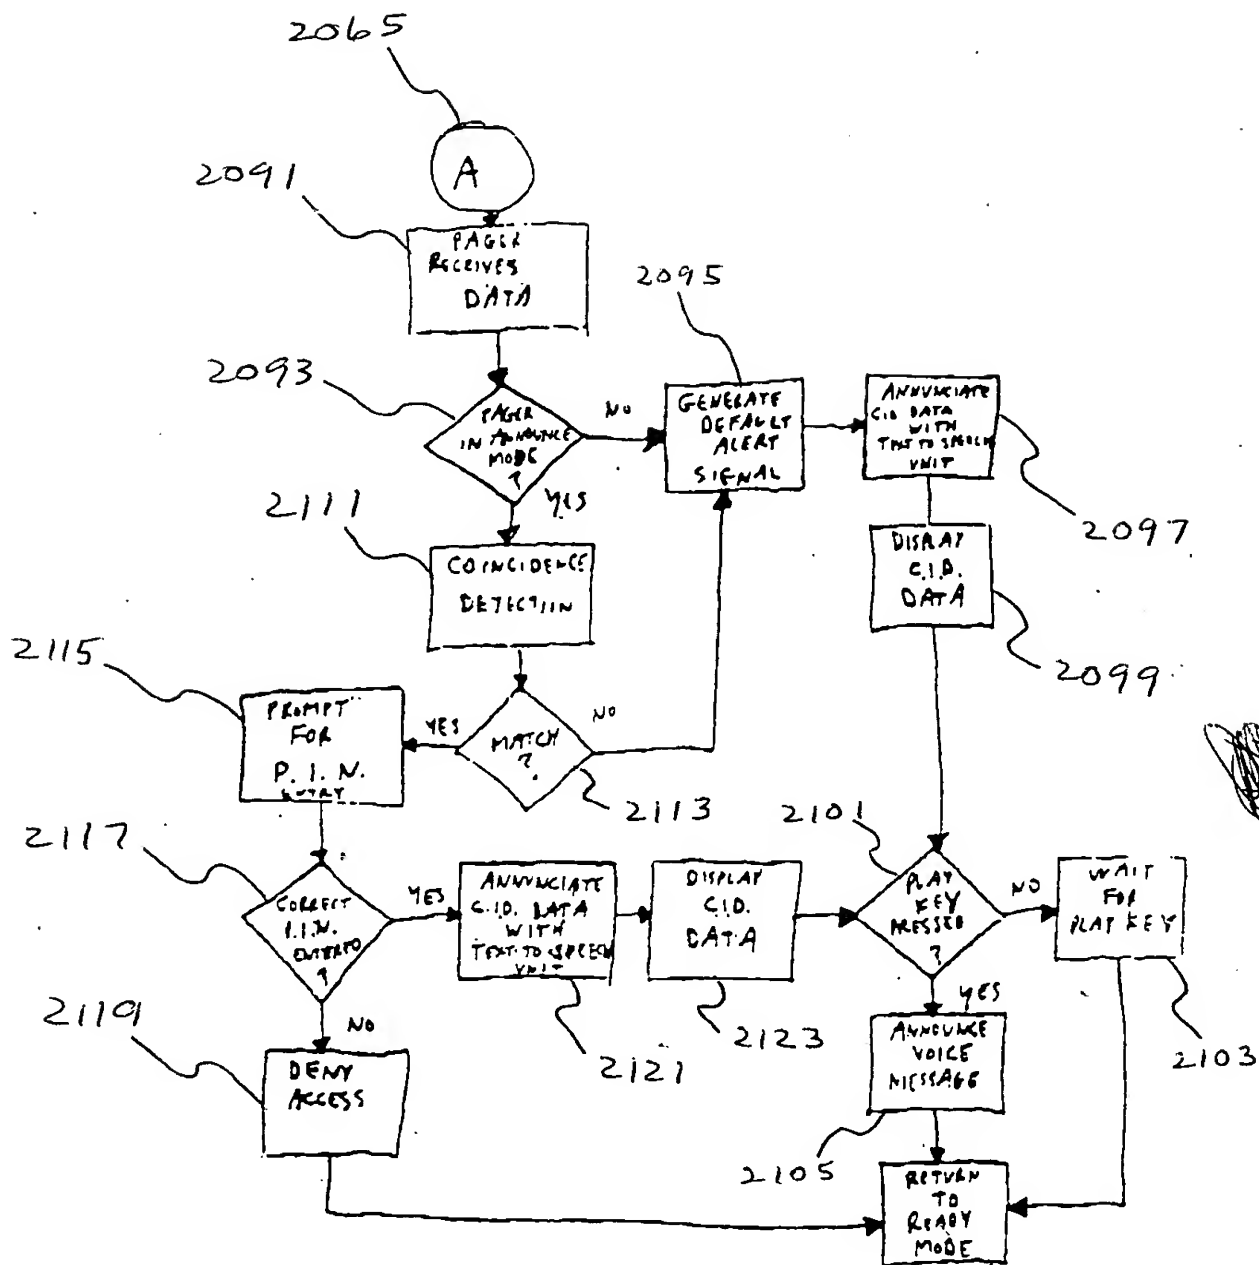 2065
A
2091
PAGER
RECEIVES
DATA
2095
2093
PAGER
IN ANNOUNCE
MODE
?
NO
YES
GENERATE
DEFAULT
ALERT
SIGNAL
ANNUNCIATE
C.I.D. DATA
WITH
TEXT TO SPEECH
UNIT
2097
2111
COINCIDENCE
DETECTION
DISPLAY
C.I.D.
DATA
2099
2115
PROMPT
FOR
P.I.N.
ENTRY
YES
MATCH
?
NO
2113
2101
2117
CORRECT
P.I.N.
ENTERED
?
YES
NO
ANNUNCIATE
C.I.D. DATA
WITH
TEXT TO SPEECH
UNIT
2121
DISPLAY
C.I.D.
DATA
2123
PLAY
KEY
PRESSED
?
NO
YES
WAIT
FOR
PLAY KEY
2103
2119
DENY
ACCESS
ANNOUNCE
VOICE
MESSAGE
2105
RETURN
TO
READY
MODE